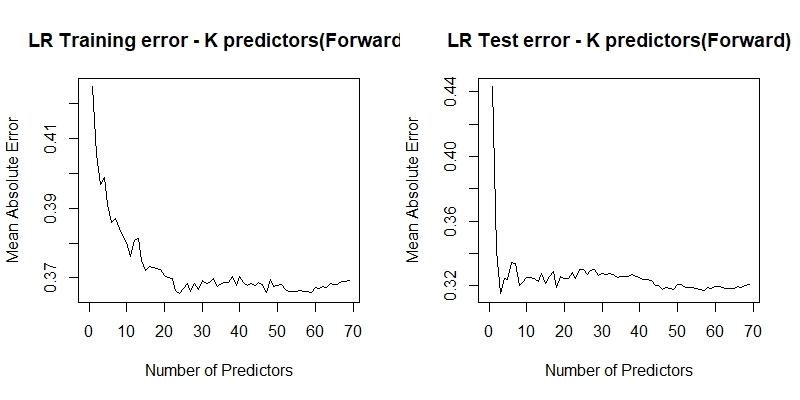 LR Training error - K predictors(Forward
Mean Absolute Error
0.41
0.39
0.37
0 10 20 30 40 50 60 70
Number of Predictors
LR Test error - K predictors(Forward)
Mean Absolute Error
0.44
0.40
0.36
0.32
0 10 20 30 40 50 60 70
Number of Predictors